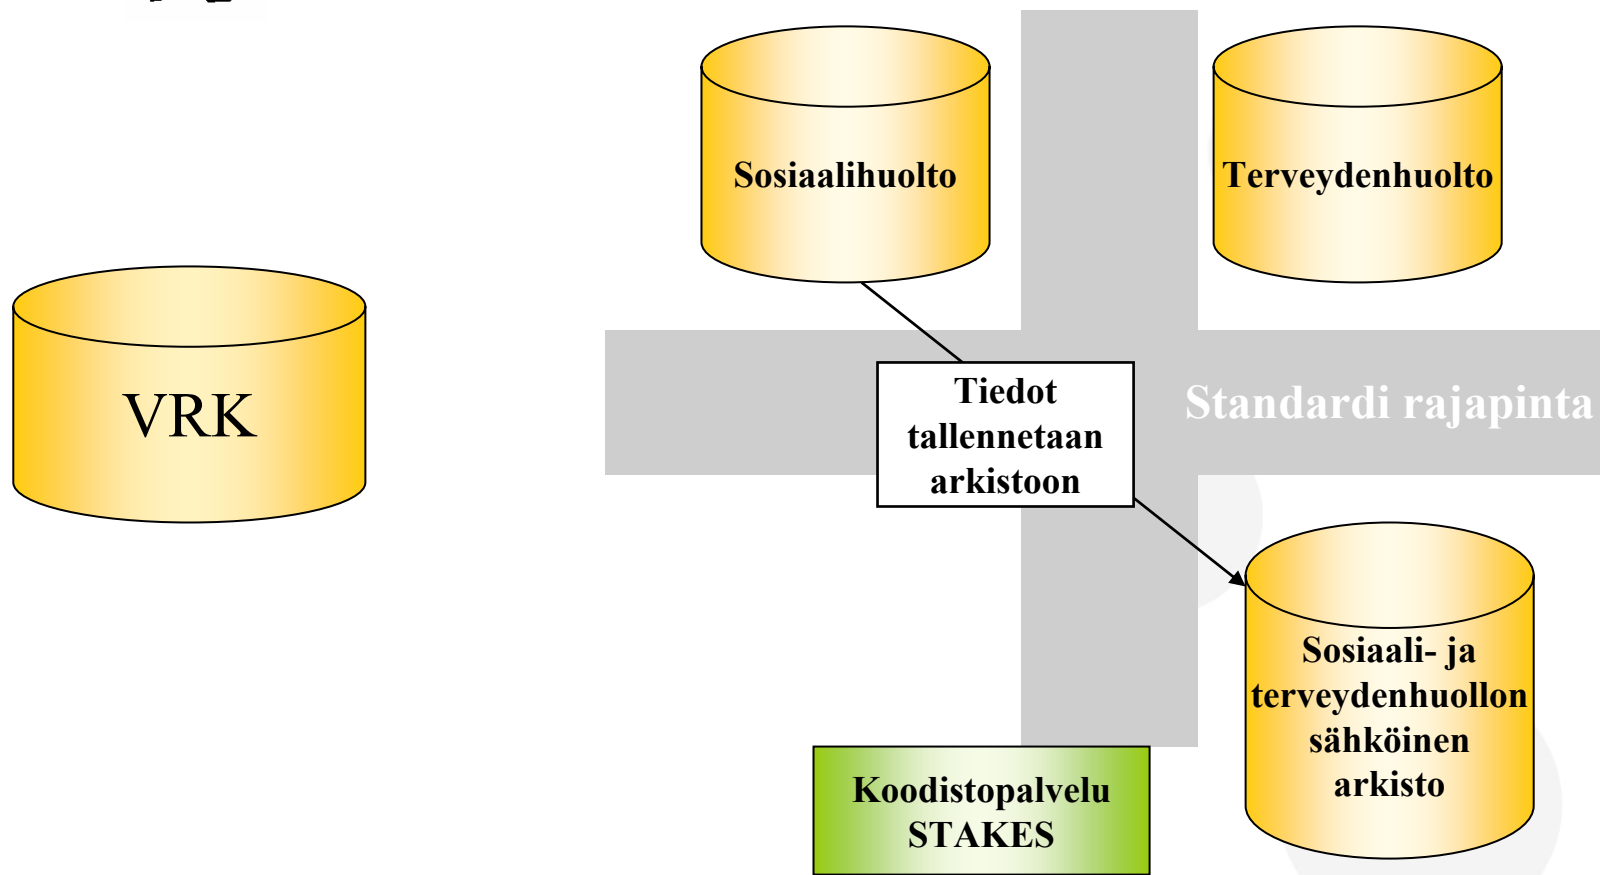 Sosiaalihuolto
Terveydenhuolto
VRK
Tiedot
tallennetaan
arkistoon
Standardi rajapinta
Sosiaali- ja
terveydenhuollon
sähköinen
arkisto
Koodistopalvelu
STAKES